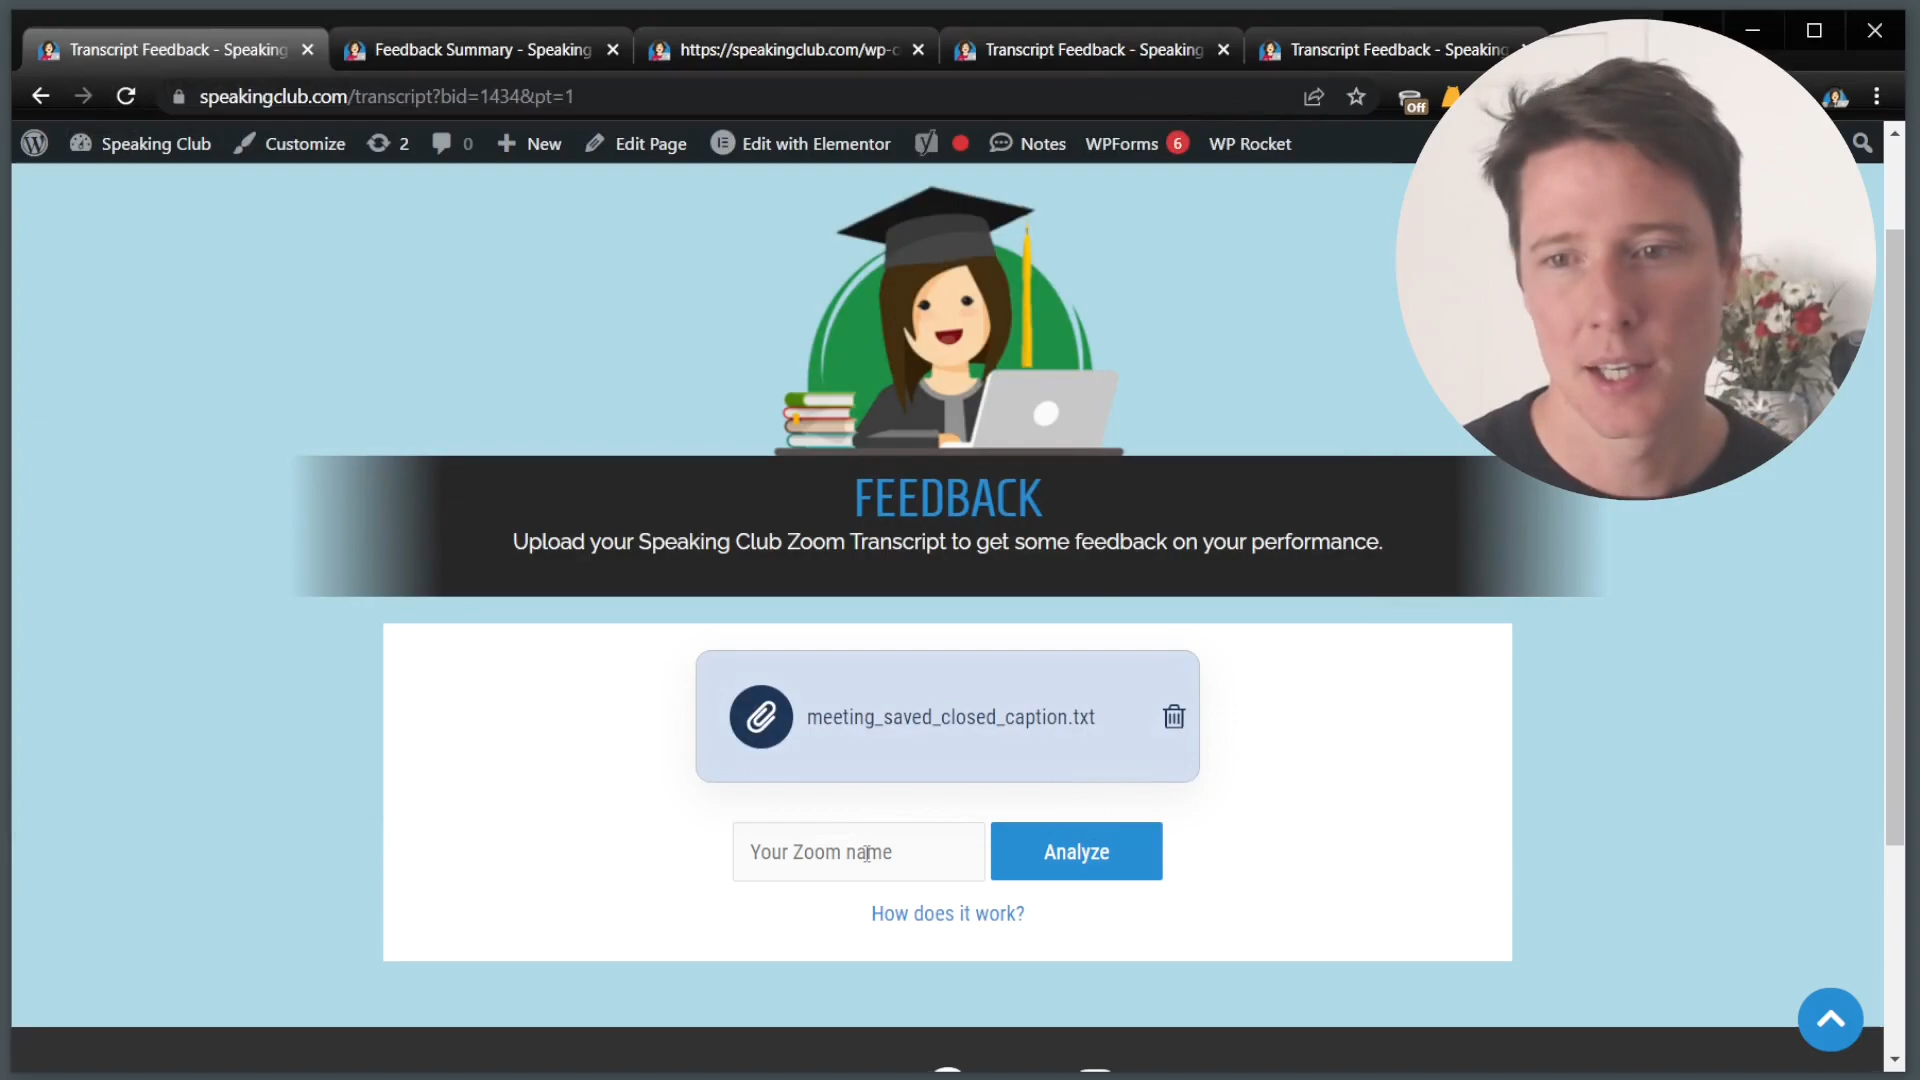 Transcript Feedback - Speaking
Feedback Summary - Speaking
https://speakingclub.com/wp-c
Transcript Feedback - Speaking
Transcript Feedback - Speaking
speakingclub.com/transcript?bid=1434&pt=1
Off
Speaking Club
Customize
2
0
New
Edit Page
Edit with Elementor
Notes
WPForms 6
WP Rocket
FEEDBACK
Upload your Speaking Club Zoom Transcript to get some feedback on your performance.
meeting_saved_closed_caption.txt
Your Zoom name
Analyze
How does it work?